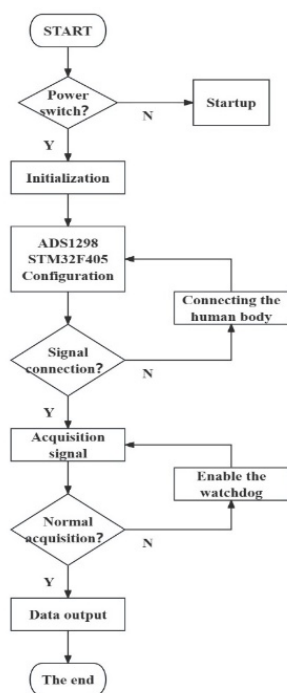 START
Power
switch?
N
Startup
Y
Initialization
ADS1298
STM32F405
Configuration
Connecting the
human body
Signal
connection?
N
Y
Acquisition
signal
Enable the
watchdog
Normal
acquisition?
N
Y
Data output
The end